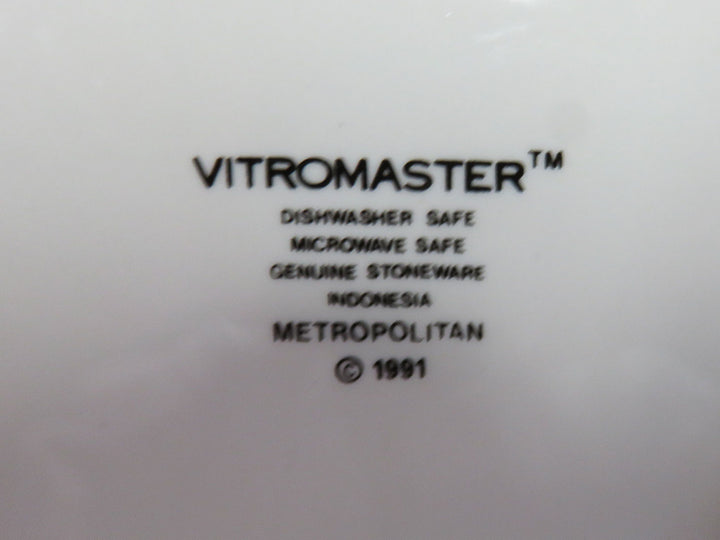 VITROMASTER™
DISHWASHER SAFE
MICROWAVE SAFE
GENUINE STONEWARE
INDONESIA
METROPOLITAN
© 1991